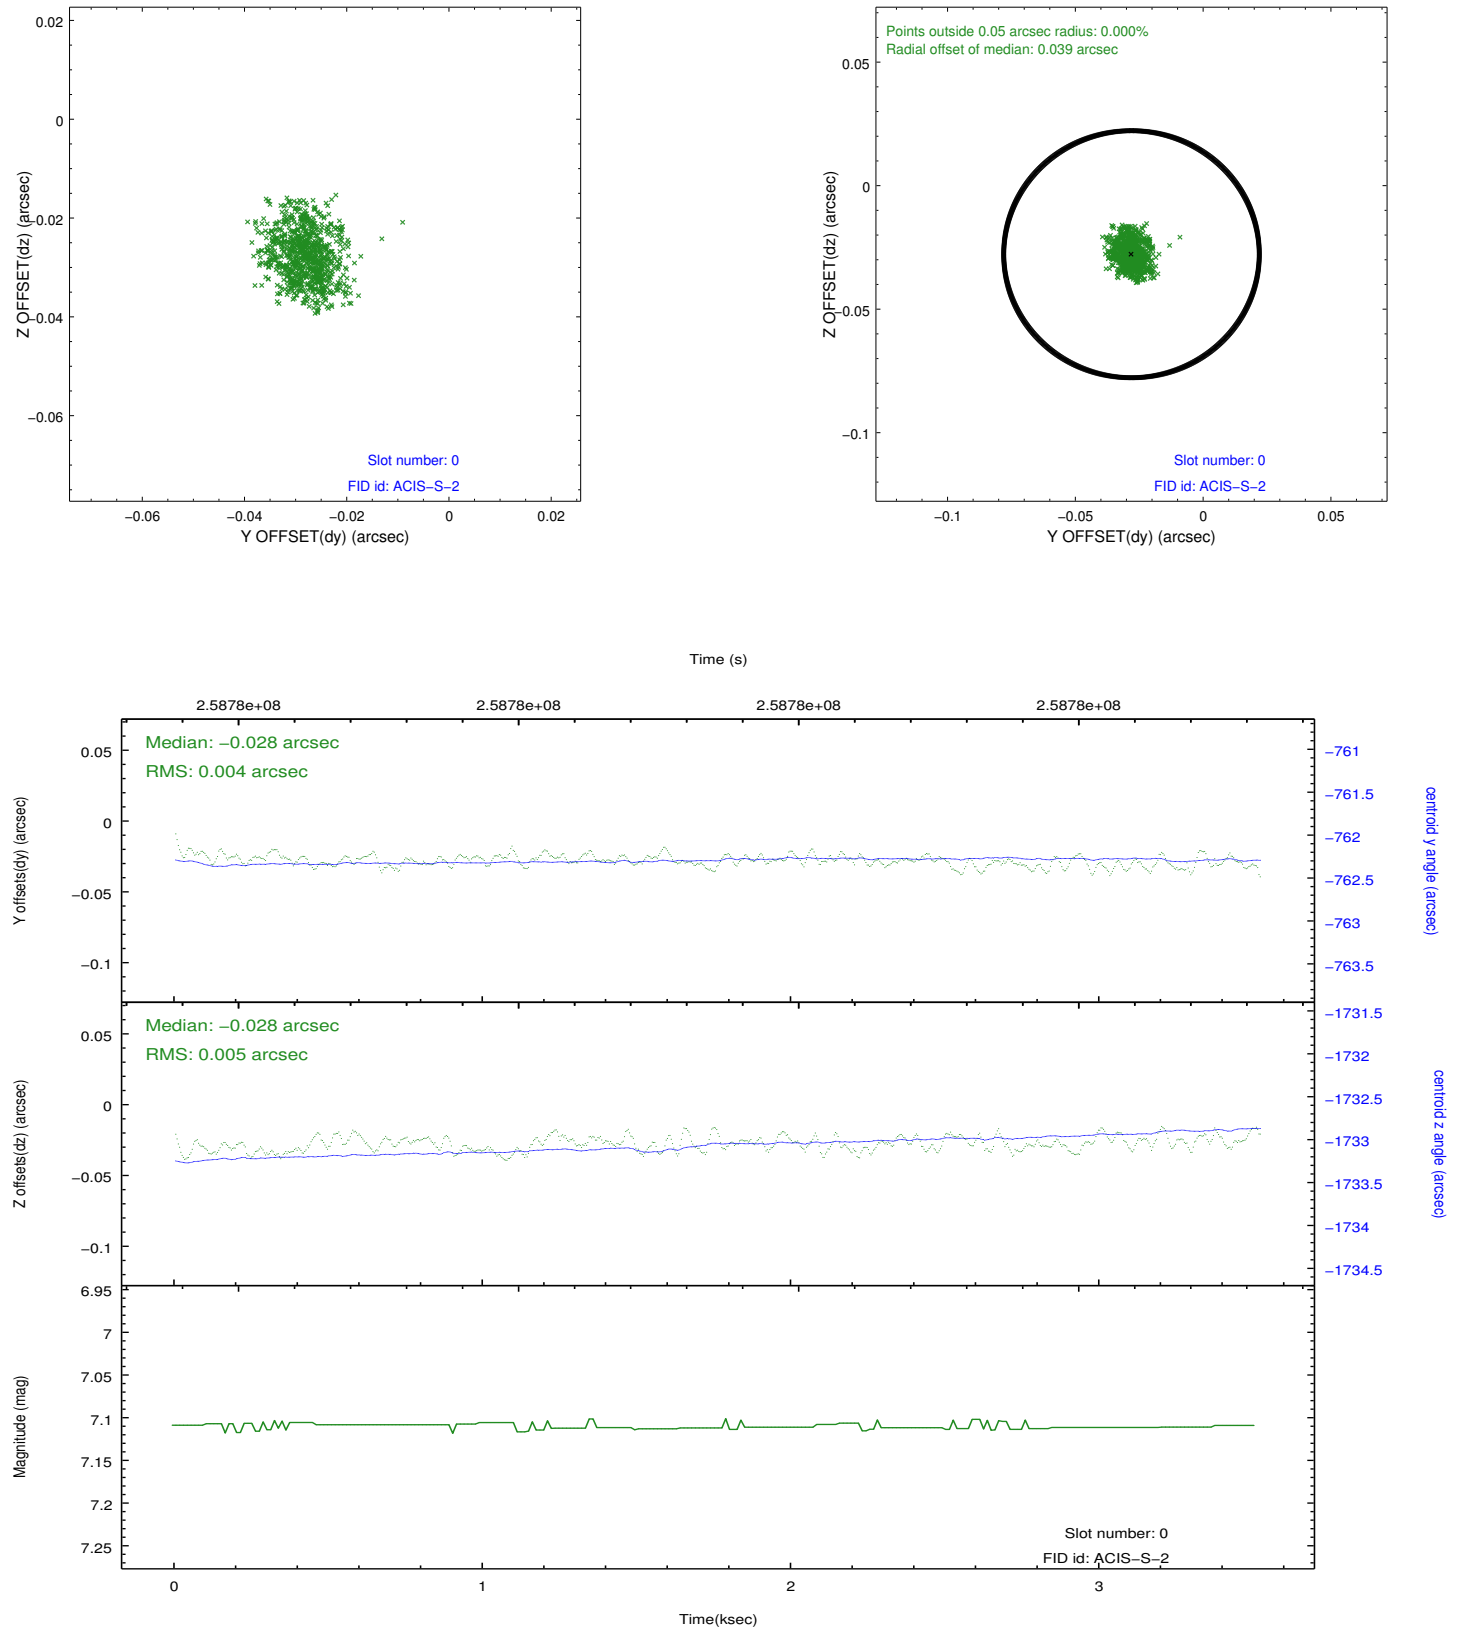 0.02
0
−0.02
−0.04
−0.06
Z OFFSET(dz) (arcsec)
Slot number: 0
FID id: ACIS−S−2
−0.06 −0.04 −0.02 0 0.02
Y OFFSET(dy) (arcsec)
Points outside 0.05 arcsec radius: 0.000%
Radial offset of median: 0.039 arcsec
0.05
0
−0.05
−0.1
Z OFFSET(dz) (arcsec)
Slot number: 0
FID id: ACIS−S−2
−0.1 −0.05 0 0.05
Y OFFSET(dy) (arcsec)
Time (s)
2.5878e+08 2.5878e+08 2.5878e+08 2.5878e+08
Median: −0.028 arcsec
RMS: 0.004 arcsec
0.05
0
−0.05
−0.1
Y offsets(dy) (arcsec)
−761
−761.5
−762
−762.5
−763
−763.5
centroid y angle (arcsec)
Median: −0.028 arcsec
RMS: 0.005 arcsec
0.05
0
−0.05
−0.1
Z offsets(dz) (arcsec)
−1731.5
−1732
−1732.5
−1733
−1733.5
−1734
−1734.5
centroid z angle (arcsec)
6.95
7
7.05
7.1
7.15
7.2
7.25
Magnitude (mag)
Slot number: 0
FID id: ACIS−S−2
0 1 2 3
Time(ksec)